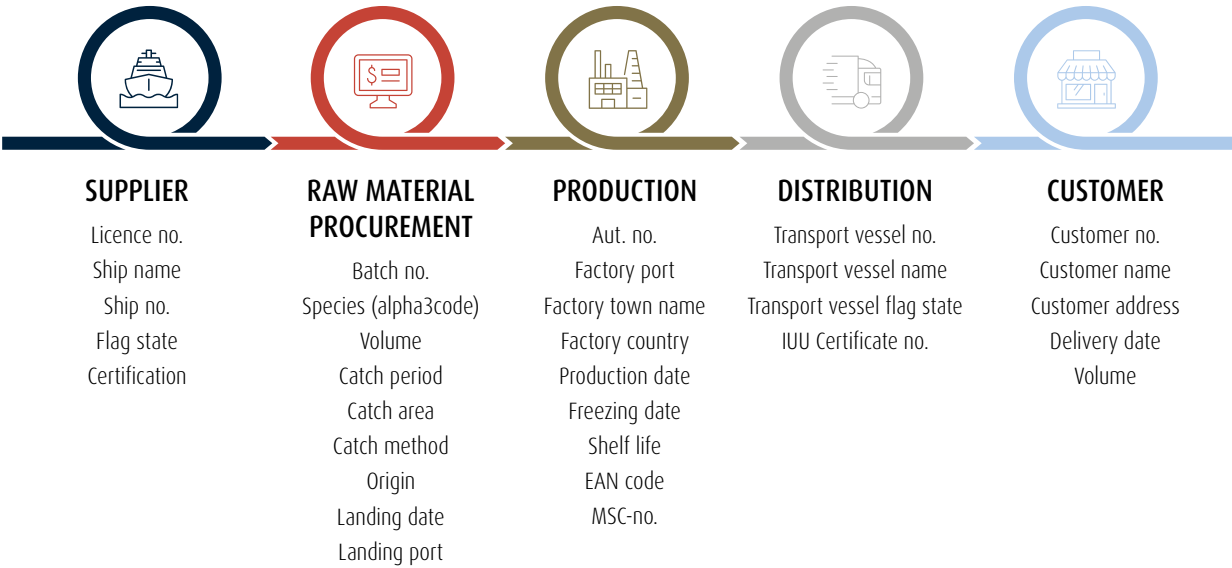 $
SUPPLIER
Licence no.
Ship name
Ship no.
Flag state
Certification
RAW MATERIAL
PROCUREMENT
Batch no.
Species (alpha3code)
Volume
Catch period
Catch area
Catch method
Origin
Landing date
Landing port
PRODUCTION
Aut. no.
Factory port
Factory town name
Factory country
Production date
Freezing date
Shelf life
EAN code
MSC-no.
DISTRIBUTION
Transport vessel no.
Transport vessel name
Transport vessel flag state
IUU Certificate no.
CUSTOMER
Customer no.
Customer name
Customer address
Delivery date
Volume